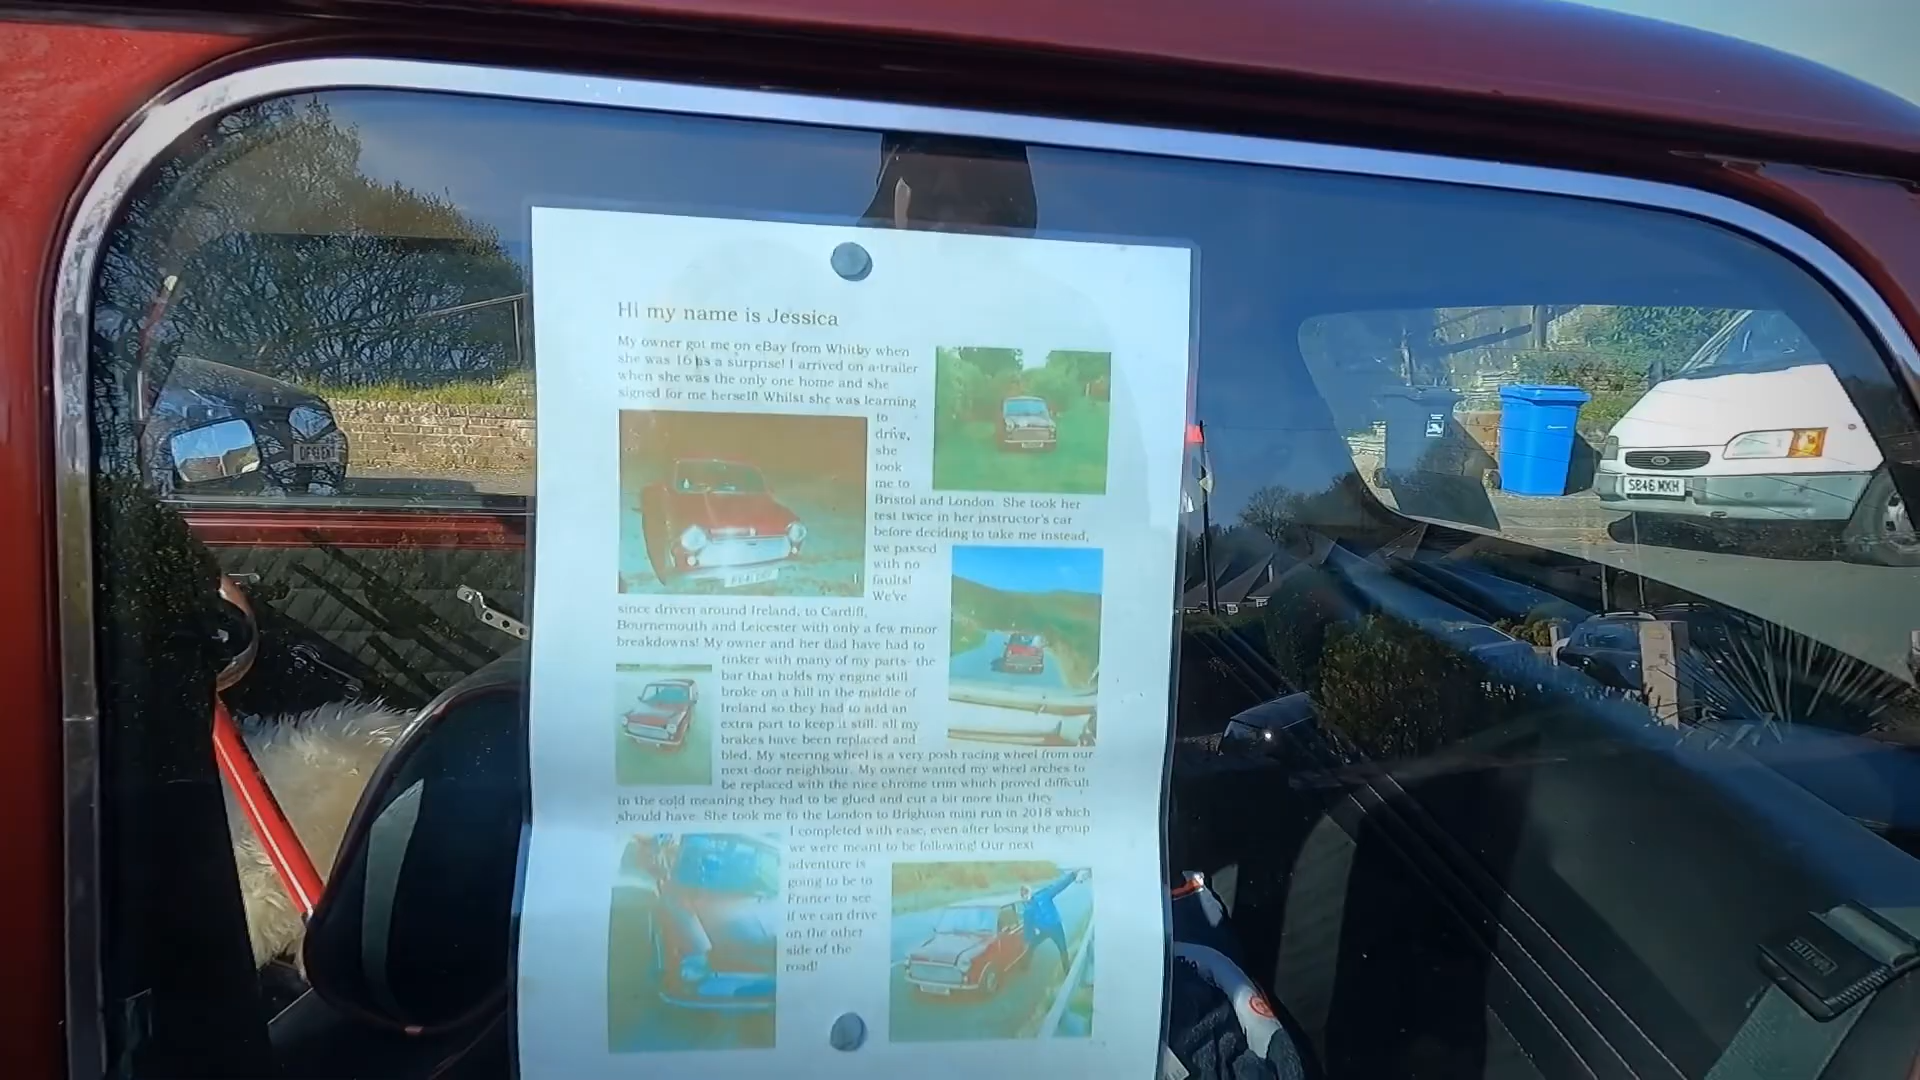 Hi my name is Jessica
My owner got me on eBay from Whitby when
she was 16 as a surprise! I arrived on a trailer
when she was the only one home and she
signed for me herself! Whilst she was learning
to
drive,
she
took
me to
Bristol and London. She took her
test twice in her instructor's car
before deciding to take me instead,
we passed
with no
faults!
We've
since driven around Ireland, to Cardiff,
Bournemouth and Leicester with only a few minor
breakdowns! My owner and her dad have had to
tinker with many of my parts- the
bar that holds my engine still
broke on a hill in the middle of
Ireland so they had to add an
extra part to keep it still, all my
brakes have been replaced and
bled. My steering wheel is a very posh racing wheel from our
next-door neighbour. My owner wanted my wheel arches to
be replaced with the nice chrome trim which proved difficult
in the cold meaning they had to be glued and cut a bit more than they
should have. She took me to the London to Brighton mini run in 2018 which
I completed with ease, even after losing the group
we were meant to be following! Our next
adventure is
going to be to
France to see
if we can drive
on the other
side of the
road!
S846 MXH